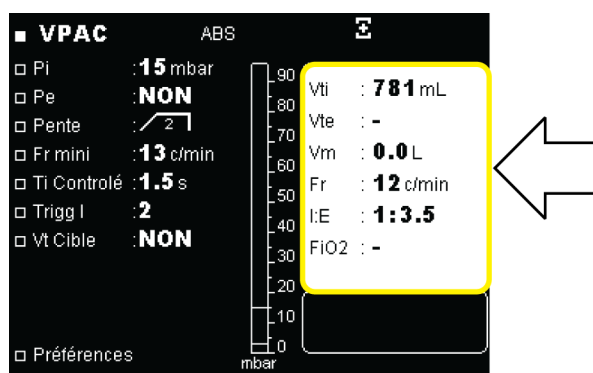 VPAC ABS
Pi :15 mbar
Pe :NON
Pente : 2
Fr mini :13 c/min
Ti Controlé :1.5 s
Trigg I :2
Vt Cible :NON
Préférences
90
80
70
60
50
40
30
20
10
0
mbar
Vti : 781 mL
Vte : -
Vm : 0.0 L
Fr : 12 c/min
I:E : 1:3.5
FiO2 : -